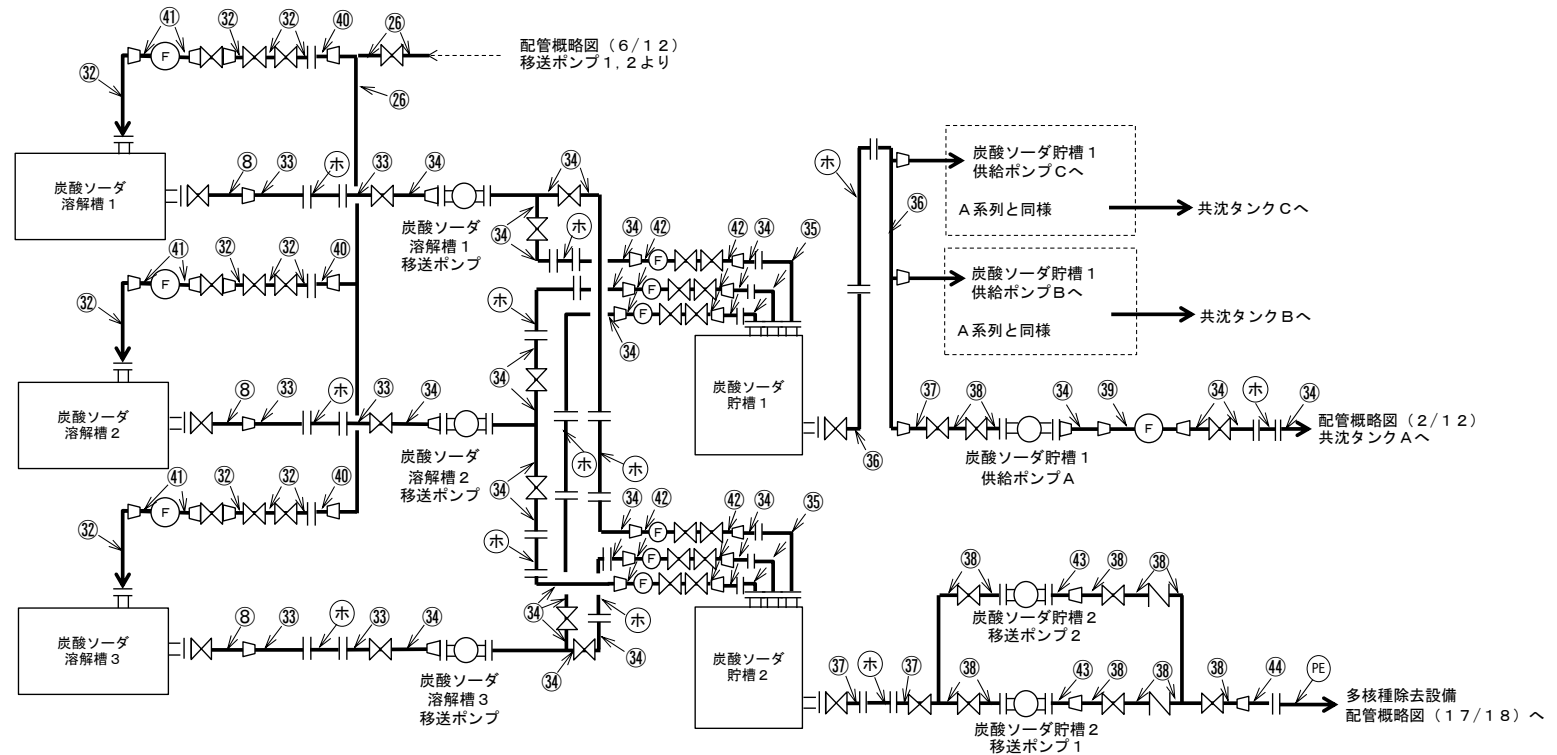 ㊶
㉜
㉜
㊵
㉖
配管概略図（６/１２）
移送ポンプ１,２より
F
㉜
㉖
炭酸ソーダ
溶解槽１
⑧
㉝
ホ
㉝
㉞
炭酸ソーダ
溶解槽１
移送ポンプ
㉞
㉞
㉞
ホ
㉞
㊷
㊷
㉞
㉟
F
F
F
㉞
㊶
㉜
㉜
㊵
F
㉜
炭酸ソーダ
溶解槽２
⑧
㉝
ホ
㉝
㉞
炭酸ソーダ
溶解槽２
移送ポンプ
ホ
㉞
㉞
㉞
㉞
ホ
ホ
ホ
炭酸ソーダ
貯槽１
㊱
ホ
㊱
炭酸ソーダ貯槽１
供給ポンプＣへ
Ａ系列と同様
共沈タンクＣへ
炭酸ソーダ貯槽１
供給ポンプＢへ
Ａ系列と同様
共沈タンクＢへ
㊲
㊳
㉞
㊴
F
㉞
ホ
㉞
配管概略図（２/１２）
共沈タンクＡへ
炭酸ソーダ貯槽１
供給ポンプＡ
㊶
㉜
㉜
㊵
F
㉜
炭酸ソーダ
溶解槽３
⑧
㉝
ホ
㉝
㉞
炭酸ソーダ
溶解槽３
移送ポンプ
㉞
㉞
㉞
ホ
㉞
㊷
㊷
㉞
㉟
F
F
F
炭酸ソーダ
貯槽２
㊲
ホ
㊲
㊳
㊸
㊳
㊳
炭酸ソーダ貯槽２
移送ポンプ２
㊳
㊸
㊳
㊳
㊳
㊹
PE
炭酸ソーダ貯槽２
移送ポンプ１
多核種除去設備
配管概略図（１７/１８）へ